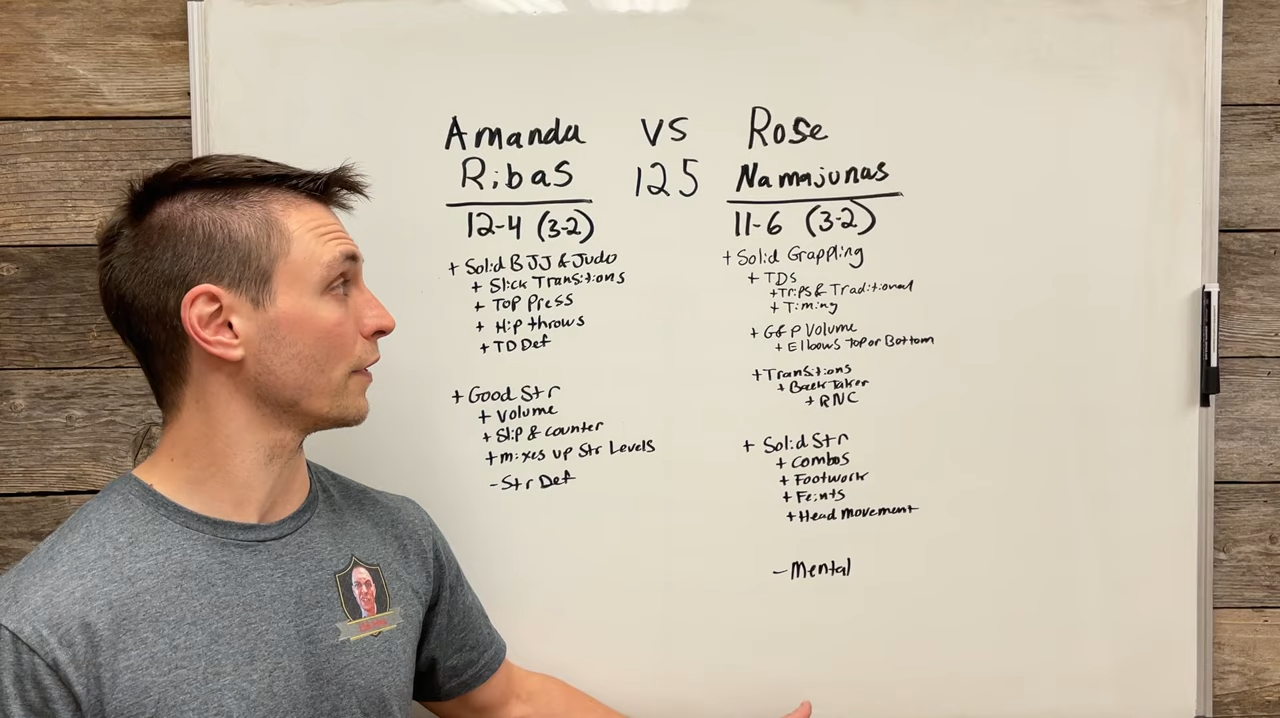 Amanda VS Rose
Ribas 125 Namajunas
12-4 (3-2)
+ Solid BJJ & Judo
+ Slick Transitions
+ Top Press
+ Hip throws
+ TD Def
+ Good Str
+ Volume
+ Slip & counter
+ mixes up Str Levels
- Str Def
11-6 (3-2)
+ Solid Grappling
+ TDs
+ Trips & Traditional
+ Timing
+ G&P Volume
+ Elbows Top or Bottom
+ Transitions
+ Back Taker
+ RNC
+ Solid Str
+ Combos
+ Footwork
+ Feints
+ Head movement
- Mental